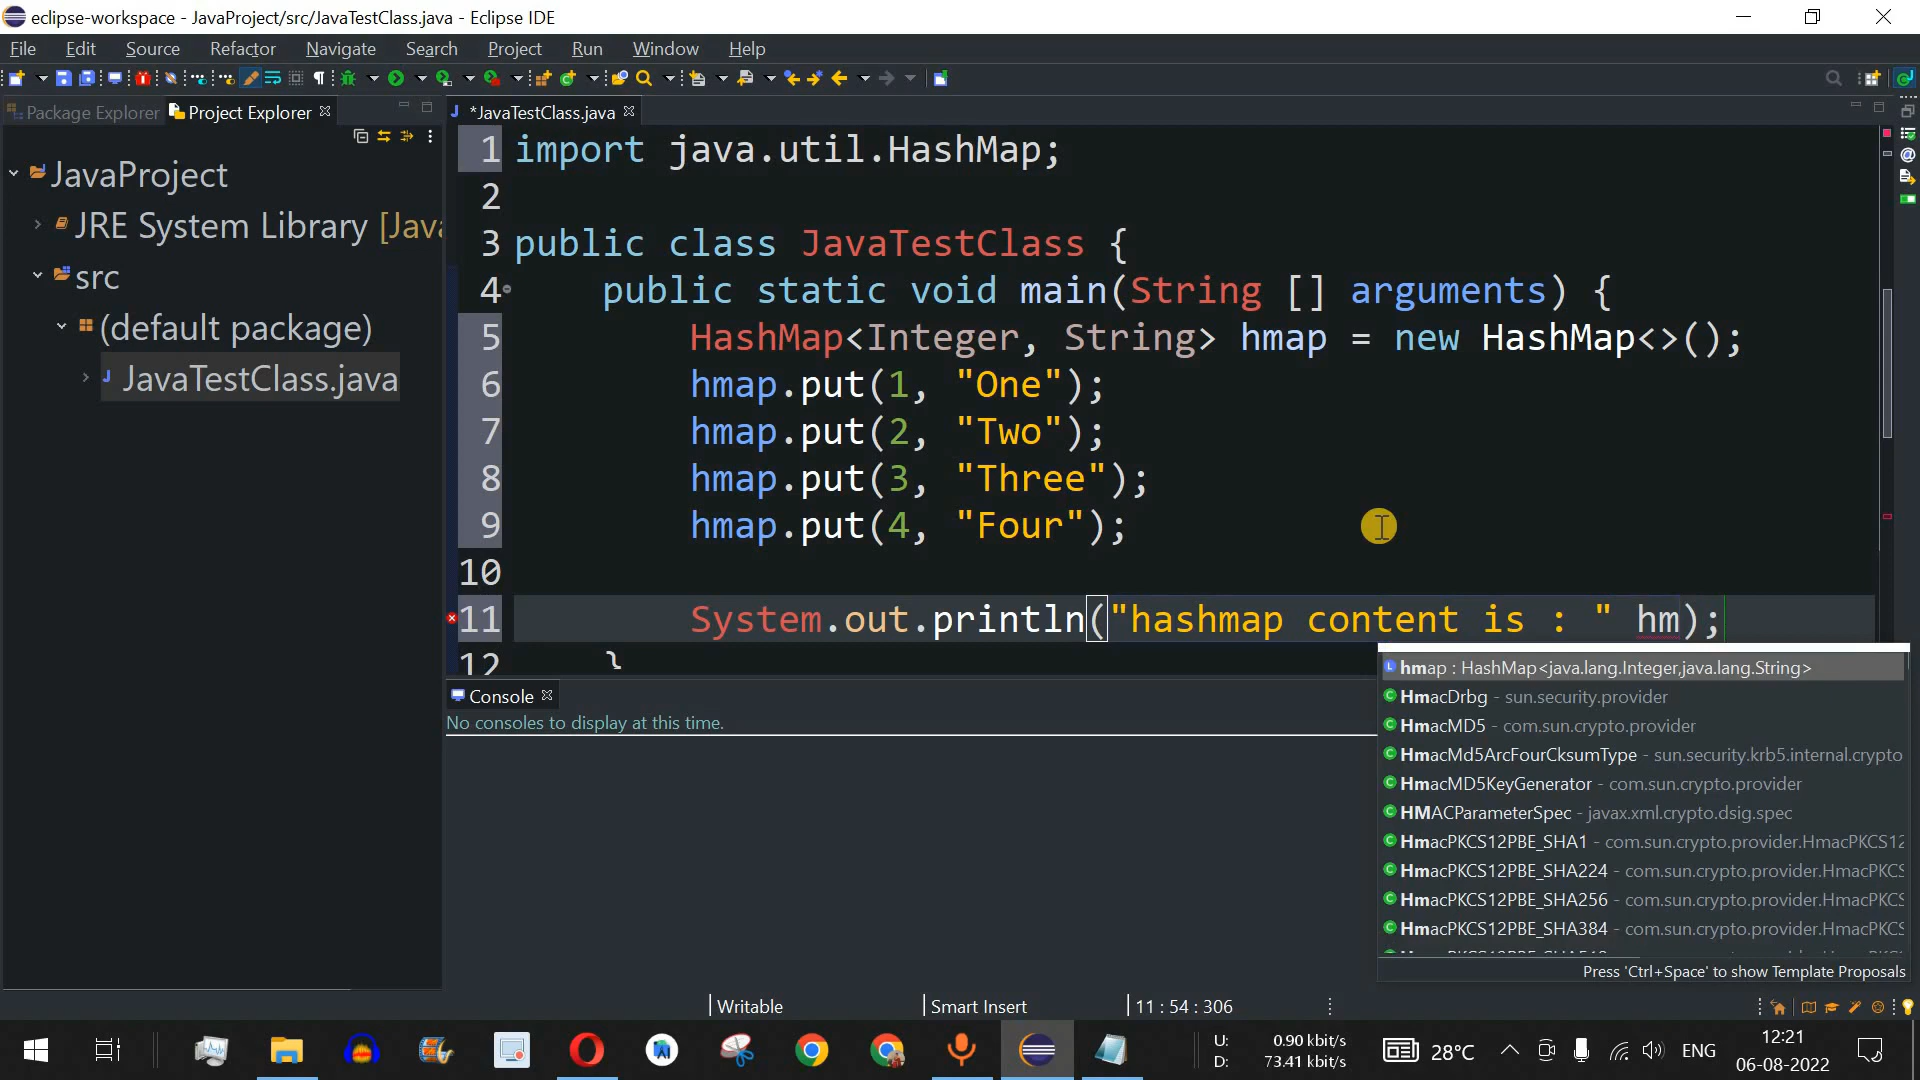 eclipse-workspace - JavaProject/src/JavaTestClass.java - Eclipse IDE
File Edit Source Refactor Navigate Search Project Run Window Help
Package Explorer Project Explorer *JavaTestClass.java
JavaProject
JRE System Library [Java
src
(default package)
JavaTestClass.java
1 import java.util.HashMap;
2
3 public class JavaTestClass {
4 public static void main(String [] arguments) {
5 HashMap<Integer, String> hmap = new HashMap<>();
6 hmap.put(1, "One");
7 hmap.put(2, "Two");
8 hmap.put(3, "Three");
9 hmap.put(4, "Four");
10
11 System.out.println("hashmap content is : " hm);
12 }
hmap : HashMap<java.lang.Integer,java.lang.String>
HmacDrbg - sun.security.provider
HmacMD5 - com.sun.crypto.provider
HmacMd5ArcFourCksumType - sun.security.krb5.internal.crypto
HmacMD5KeyGenerator - com.sun.crypto.provider
HMACParameterSpec - javax.xml.crypto.dsig.spec
HmacPKCS12PBE_SHA1 - com.sun.crypto.provider.HmacPKCS12
HmacPKCS12PBE_SHA224 - com.sun.crypto.provider.HmacPKCS
HmacPKCS12PBE_SHA256 - com.sun.crypto.provider.HmacPKCS
HmacPKCS12PBE_SHA384 - com.sun.crypto.provider.HmacPKCS
Press 'Ctrl+Space' to show Template Proposals
Console
No consoles to display at this time.
Writable Smart Insert 11 : 54 : 306
U: 0.90 kbit/s
D: 73.41 kbit/s
28°C
ENG
12:21
06-08-2022